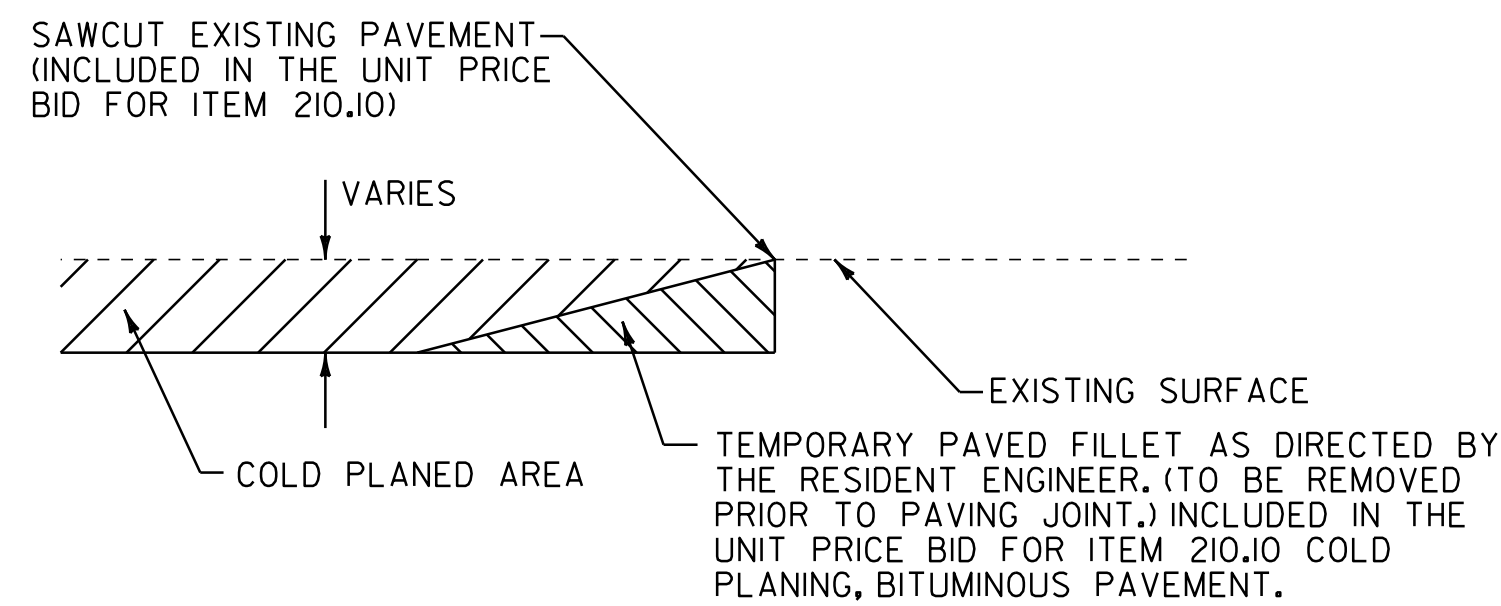 SAWCUT EXISTING PAVEMENT
(INCLUDED IN THE UNIT PRICE
BID FOR ITEM 210.10)
VARIES
EXISTING SURFACE
COLD PLANED AREA
TEMPORARY PAVED FILLET AS DIRECTED BY
THE RESIDENT ENGINEER. (TO BE REMOVED
PRIOR TO PAVING JOINT.) INCLUDED IN THE
UNIT PRICE BID FOR ITEM 210.10 COLD
PLANING, BITUMINOUS PAVEMENT.